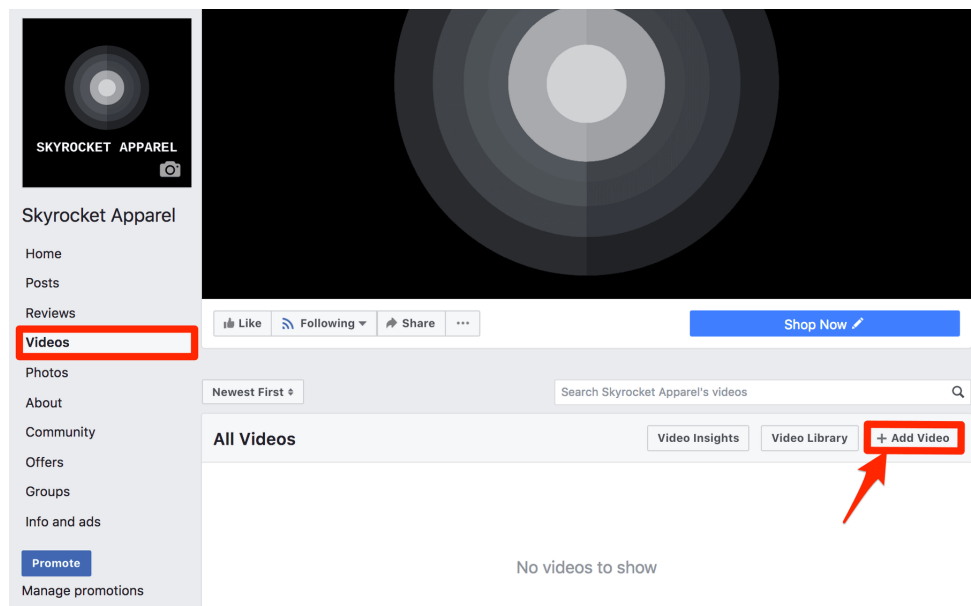 SKYROCKET APPAREL
Skyrocket Apparel
Home
Posts
Reviews
Videos
Photos
About
Community
Offers
Groups
Info and ads
Promote
Manage promotions
Like Following Share ...
Shop Now
Newest First
Search Skyrocket Apparel's videos
All Videos
Video Insights Video Library + Add Video
No videos to show